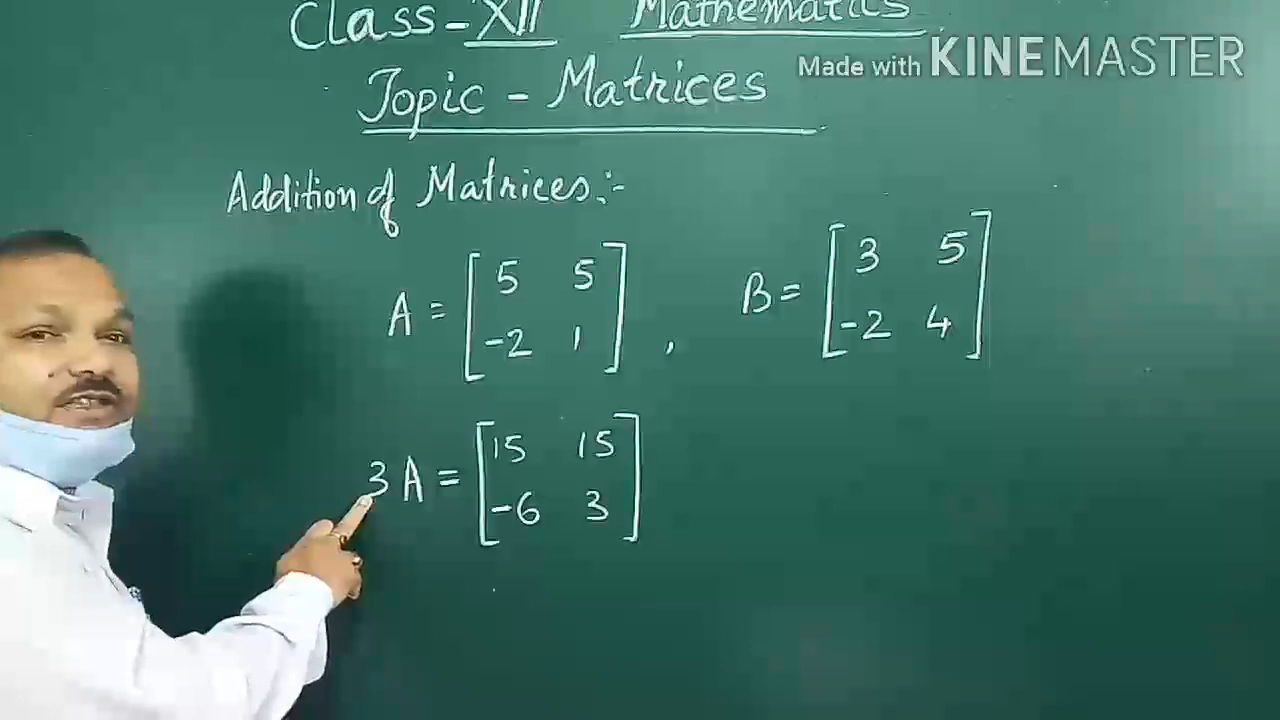 Class-XII Mathematics
Made with KINEMASTER
Topic - Matrices
Addition of Matrices:-
A = [5 5
-2 1] , B = [3 5
-2 4]
3A = [15 15
-6 3]